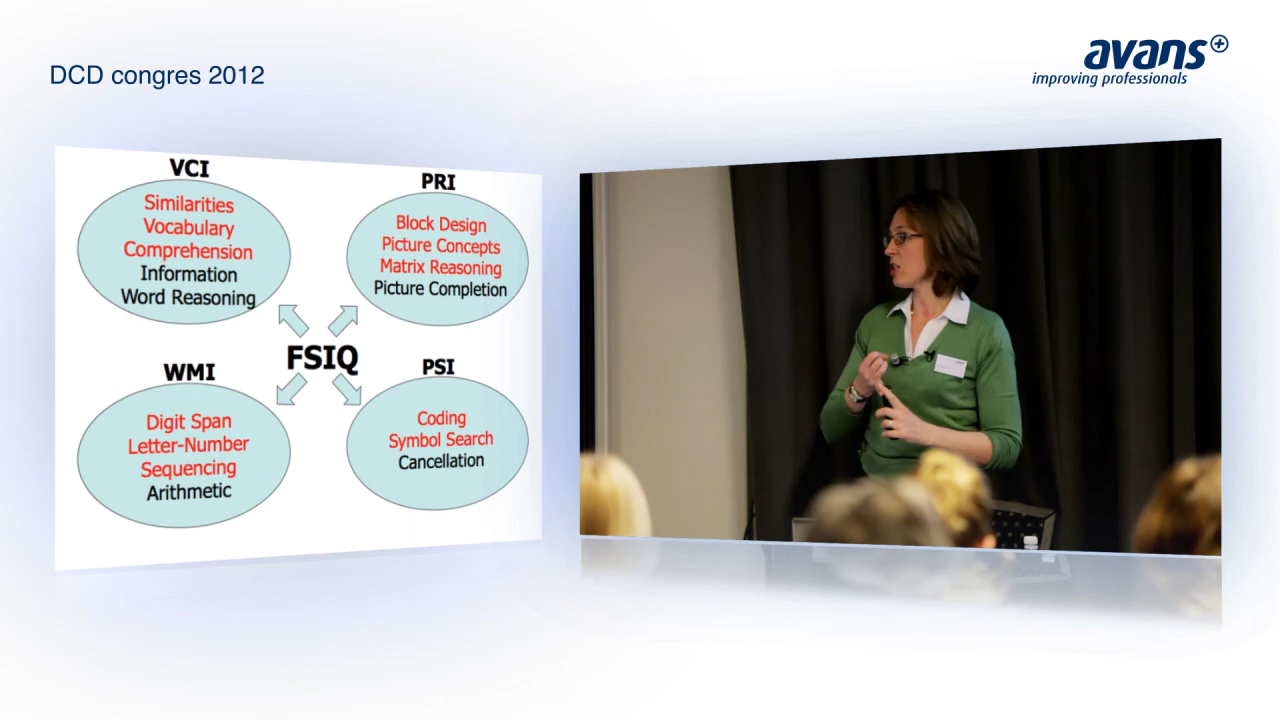 DCD congres 2012
avans+
improving professionals
VCI
Similarities
Vocabulary
Comprehension
Information
Word Reasoning
PRI
Block Design
Picture Concepts
Matrix Reasoning
Picture Completion
FSIQ
WMI
Digit Span
Letter-Number
Sequencing
Arithmetic
PSI
Coding
Symbol Search
Cancellation